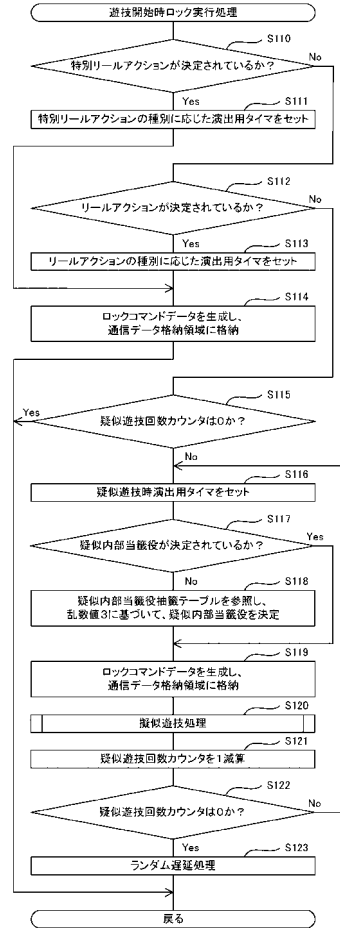 遊技開始時ロック実行処理
S110
特別リールアクションが決定されているか？
No
Yes
S111
特別リールアクションの種別に応じた演出用タイマをセット
S112
リールアクションが決定されているか？
No
Yes
S113
リールアクションの種別に応じた演出用タイマをセット
S114
ロックコマンドデータを生成し、
通信データ格納領域に格納
S115
Yes
疑似遊技回数カウンタは0か？
No
S116
疑似遊技時演出用タイマをセット
S117
疑似内部当籤役が決定されているか？
Yes
No
S118
疑似内部当籤役抽籤テーブルを参照し、
乱数値3に基づいて、疑似内部当籤役を決定
S119
ロックコマンドデータを生成し、
通信データ格納領域に格納
S120
擬似遊技処理
S121
疑似遊技回数カウンタを1減算
S122
疑似遊技回数カウンタは0か？
No
Yes
S123
ランダム遅延処理
戻る